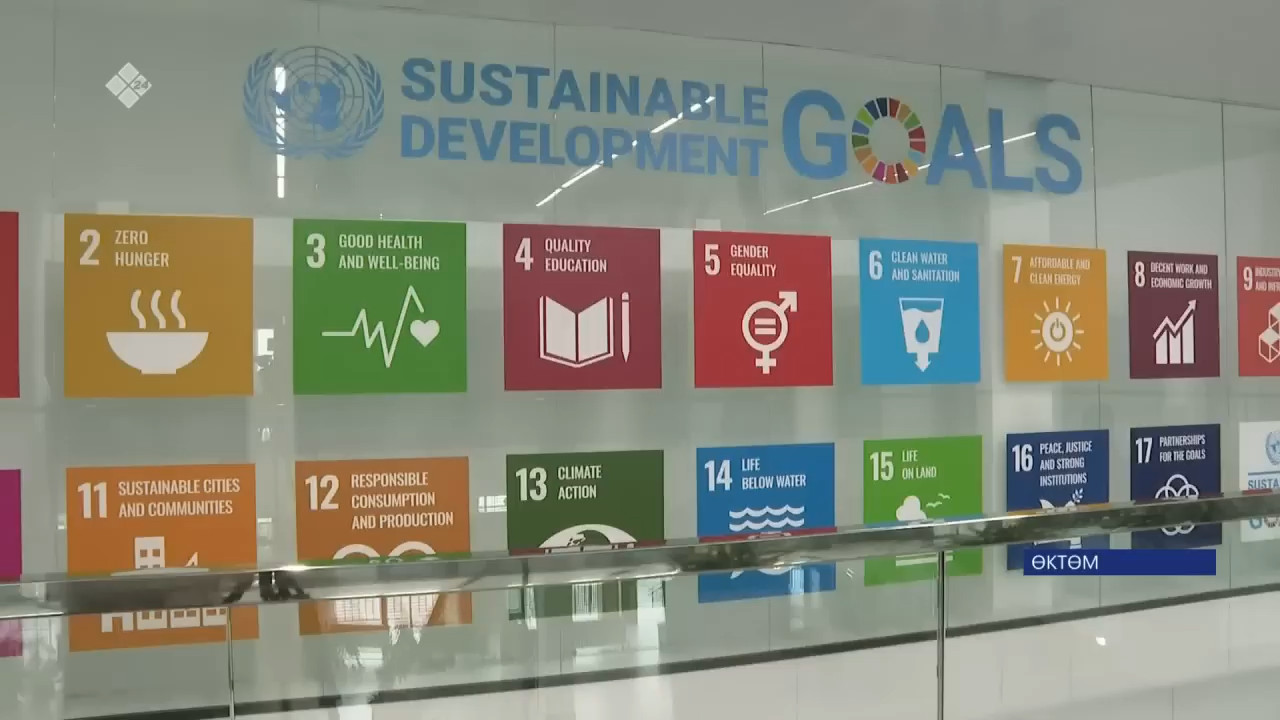 X24
SUSTAINABLE
DEVELOPMENT
GOALS
2 ZERO
HUNGER
3 GOOD HEALTH
AND WELL-BEING
4 QUALITY
EDUCATION
5 GENDER
EQUALITY
6 CLEAN WATER
AND SANITATION
7 AFFORDABLE AND
CLEAN ENERGY
8 DECENT WORK AND
ECONOMIC GROWTH
9
11 SUSTAINABLE CITIES
AND COMMUNITIES
12 RESPONSIBLE
CONSUMPTION
AND PRODUCTION
13 CLIMATE
ACTION
14 LIFE
BELOW WATER
15 LIFE
ON LAND
16 PEACE, JUSTICE
AND STRONG
INSTITUTIONS
17 PARTNERSHIPS
FOR THE GOALS
ӨКТӨМ